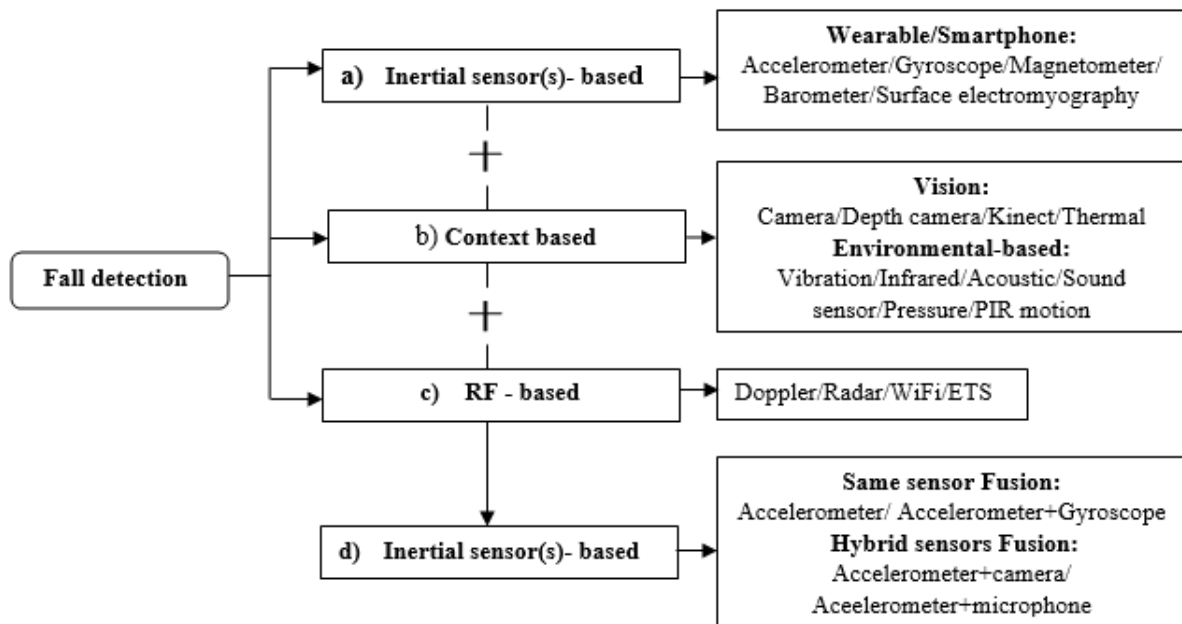 a) Inertial sensor(s)- based
Wearable/Smartphone:
Accelerometer/Gyroscope/Magnetometer/
Barometer/Surface electromyography
+
b) Context based
Vision:
Camera/Depth camera/Kinect/Thermal
Environmental-based:
Vibration/Infrared/Acoustic/Sound
sensor/Pressure/PIR motion
Fall detection
+
c) RF - based
Doppler/Radar/WiFi/ETS
d) Inertial sensor(s)- based
Same sensor Fusion:
Accelerometer/ Accelerometer+Gyroscope
Hybrid sensors Fusion:
Accelerometer+camera/
Aceelerometer+microphone